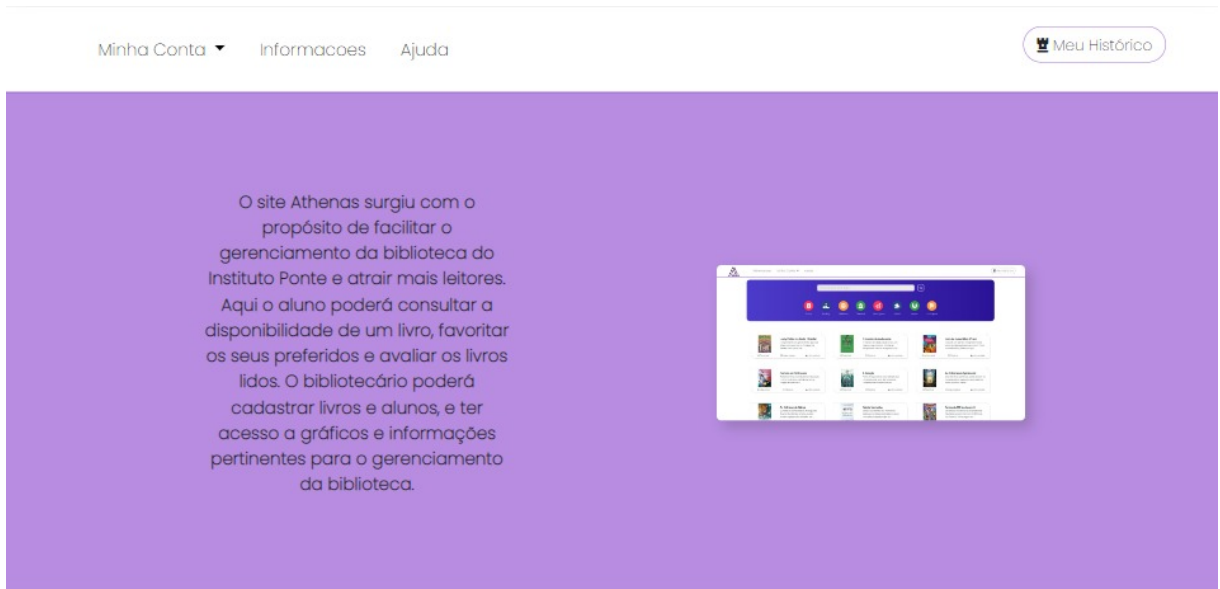 Minha Conta
Informacoes
Ajuda
Meu Histórico
O site Athenas surgiu com o
propósito de facilitar o
gerenciamento da biblioteca do
Instituto Ponte e atrair mais leitores.
Aqui o aluno poderá consultar a
disponibilidade de um livro, favoritar
os seus preferidos e avaliar os livros
lidos. O bibliotecário poderá
cadastrar livros e alunos, e ter
acesso a gráficos e informações
pertinentes para o gerenciamento
da biblioteca.